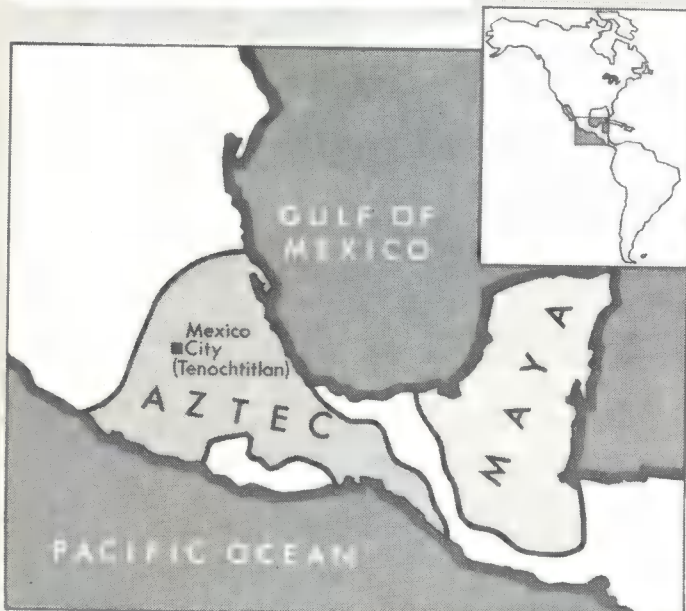 GULF OF
MEXICO
Mexico
City
(Tenochtitlan)
AZTEC
MAYA
PACIFIC OCEAN